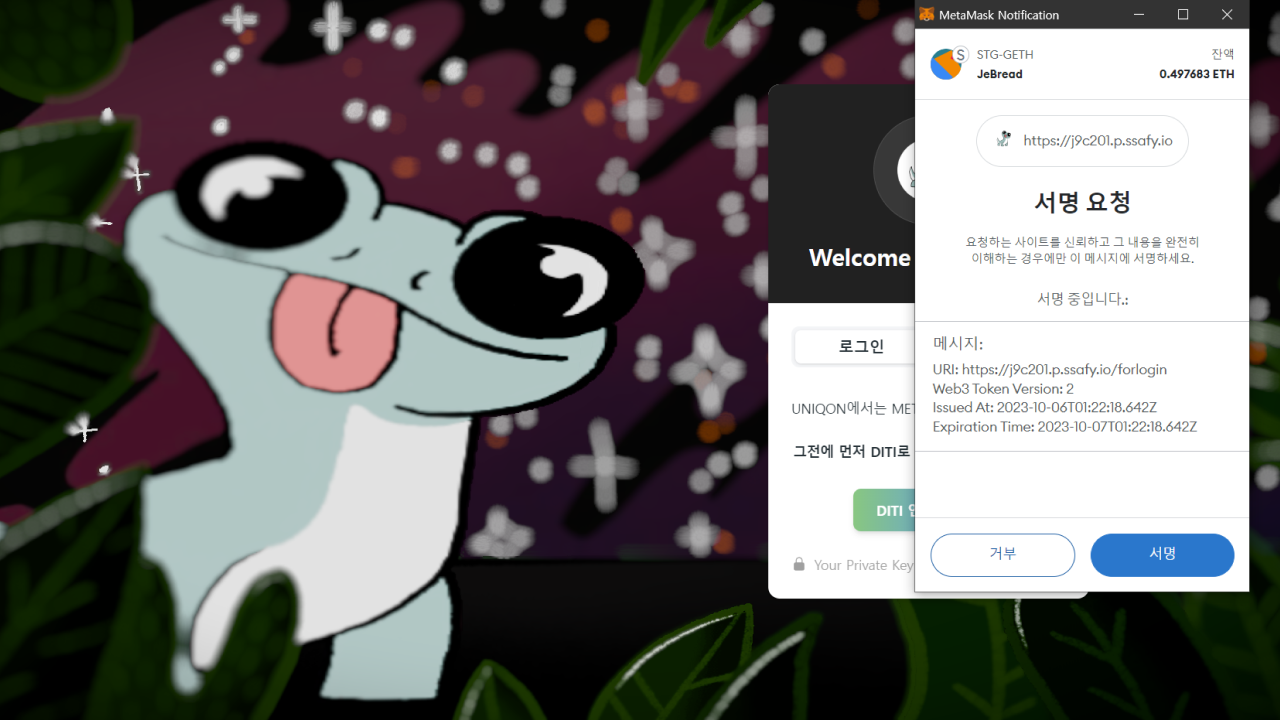 MetaMask Notification
S
STG-GETH
잔액
JeBread
0.497683 ETH
https://j9c201.p.ssafy.io
서명 요청
요청하는 사이트를 신뢰하고 그 내용을 완전히
이해하는 경우에만 이 메시지에 서명하세요.
서명 중입니다.:
메시지:
URI: https://j9c201.p.ssafy.io/forlogin
Web3 Token Version: 2
Issued At: 2023-10-06T01:22:18.642Z
Expiration Time: 2023-10-07T01:22:18.642Z
거부
서명
Welcome
로그인
UNIQON에서는 MET
그전에 먼저 DITI로
DITI
Your Private Key